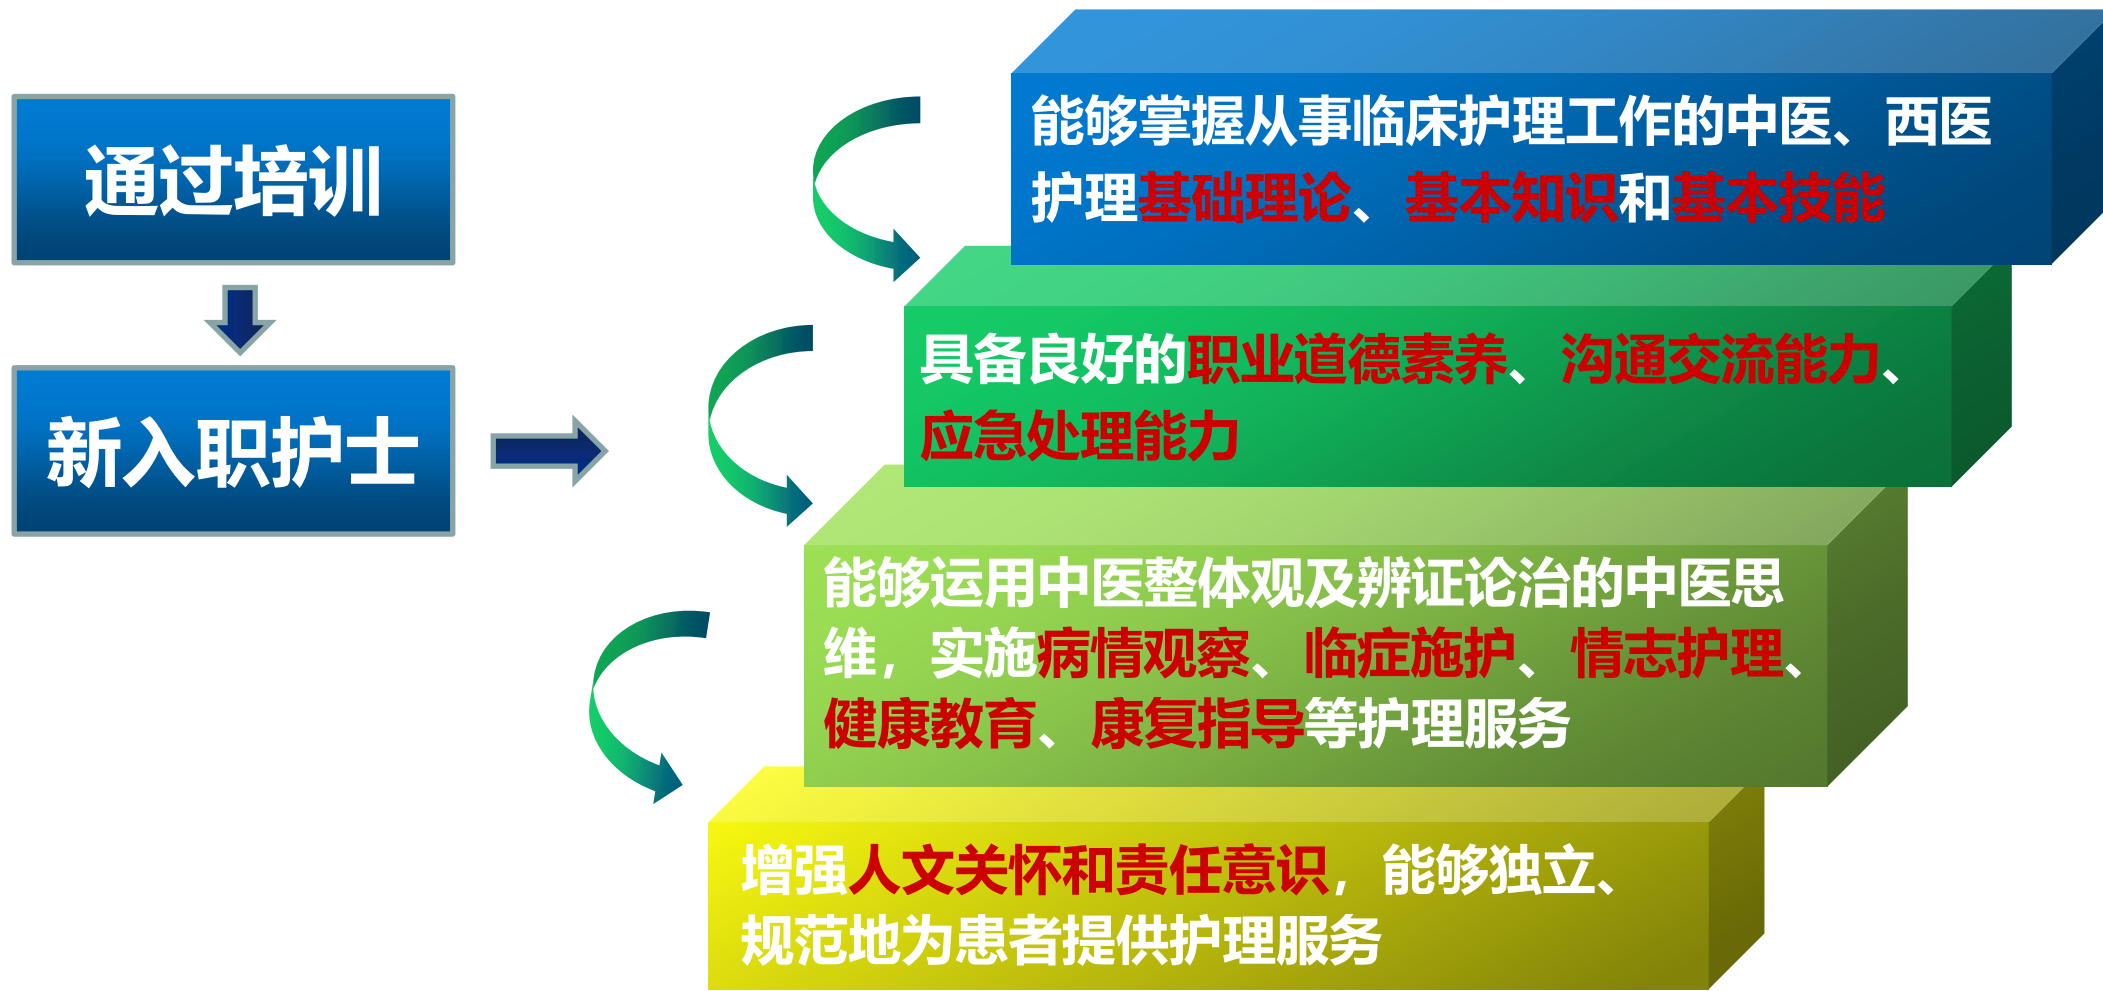 通过培训
新入职护士
能够掌握从事临床护理工作的中医、西医
护理基础理论、基本知识和基本技能
具备良好的职业道德素养、沟通交流能力、
应急处理能力
能够运用中医整体观及辨证论治的中医思
维，实施病情观察、临症施护、情志护理、
健康教育、康复指导等护理服务
增强人文关怀和责任意识，能够独立、
规范地为患者提供护理服务